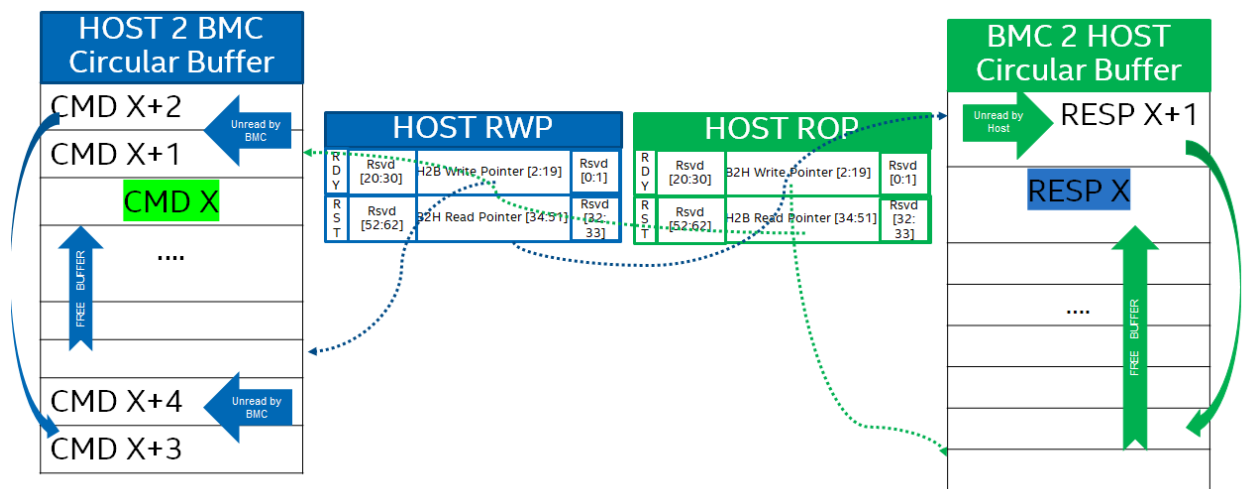 HOST 2 BMC
Circular Buffer
CMD X+2
Unread by
BMC
CMD X+1
CMD X
....
FREE BUFFER
CMD X+4
Unread by
BMC
CMD X+3
HOST RWP
R
D
Y
Rsvd
[20:30]
H2B Write Pointer [2:19]
Rsvd
[0:1]
R
S
T
Rsvd
[52:62]
B2H Read Pointer [34:51]
Rsvd
[32:
33]
HOST ROP
R
D
Y
Rsvd
[20:30]
B2H Write Pointer [2:19]
Rsvd
[0:1]
R
S
T
Rsvd
[52:62]
H2B Read Pointer [34:51]
Rsvd
[32:
33]
BMC 2 HOST
Circular Buffer
Unread by
Host
RESP X+1
RESP X
....
FREE BUFFER